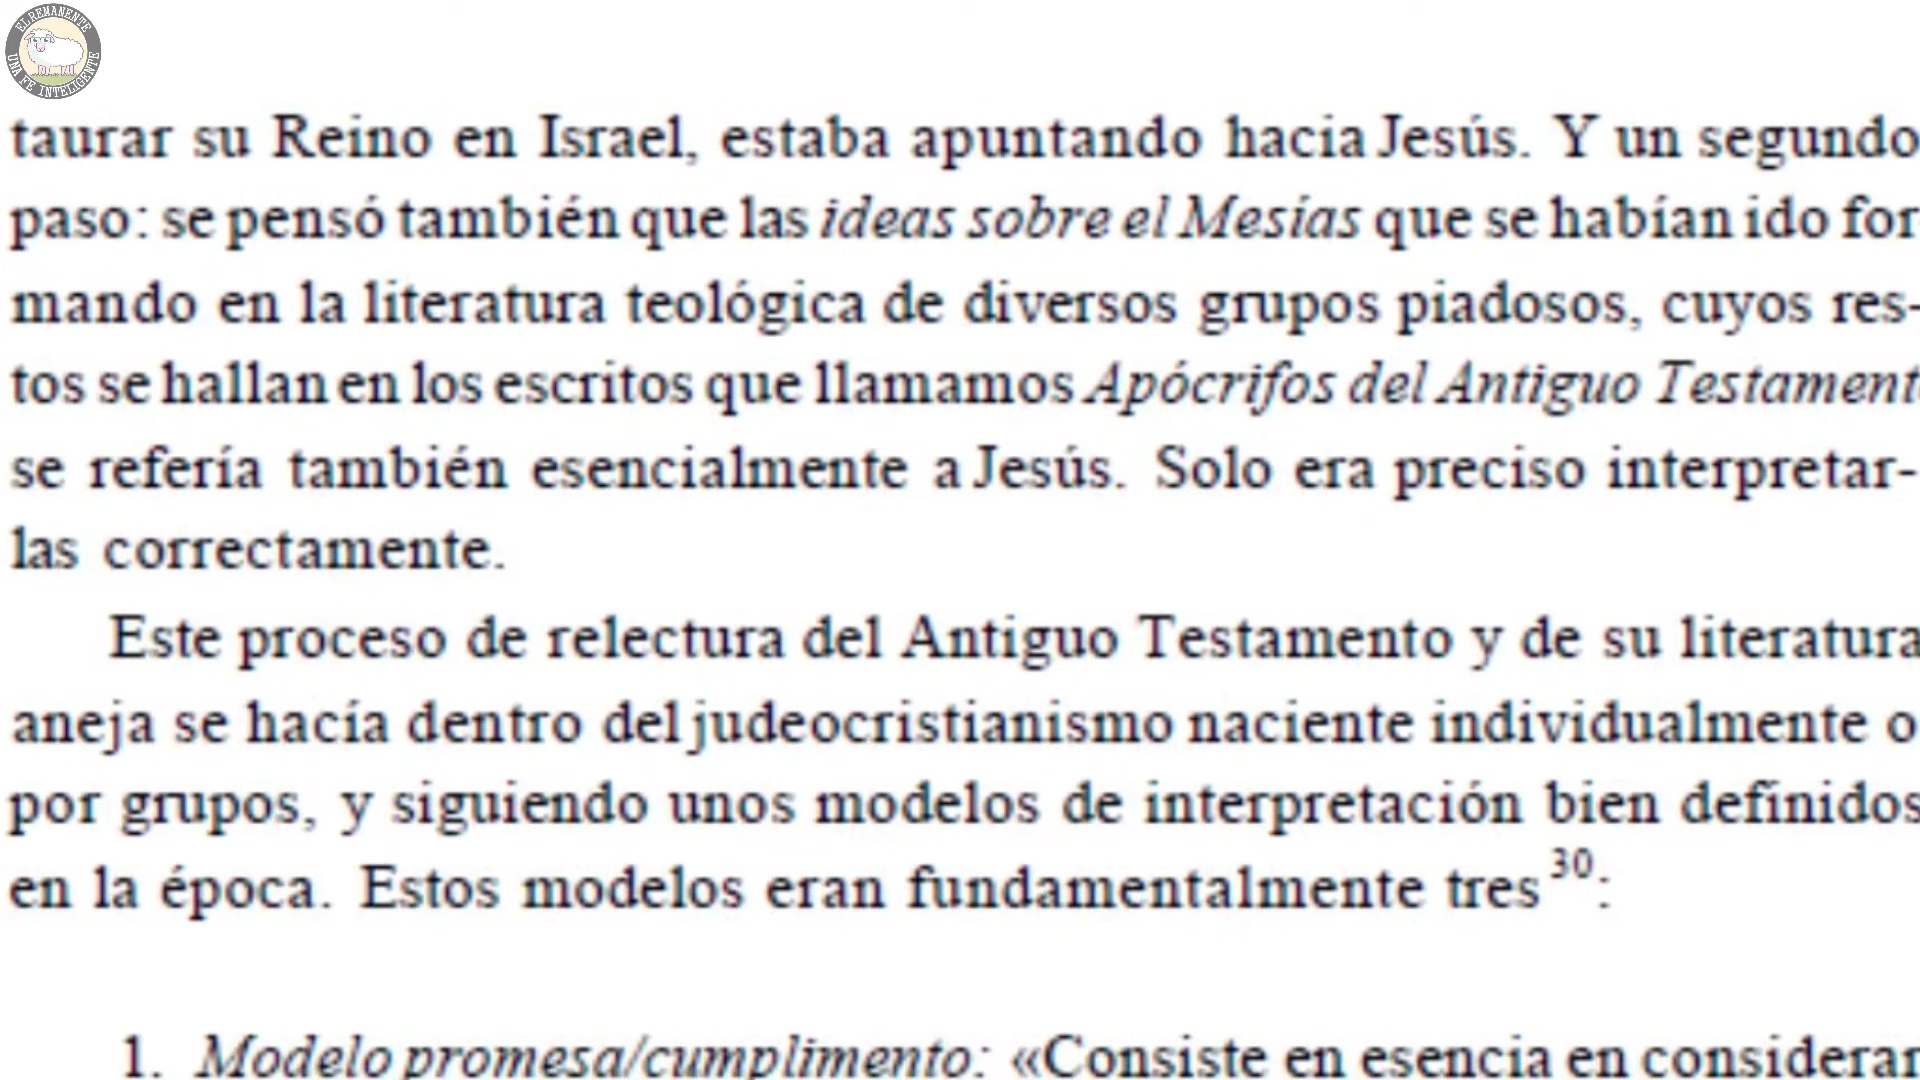 EL REMANENTE
UNA FE INTELIGENTE
taurar su Reino en Israel, estaba apuntando hacia Jesús. Y un segundo
paso: se pensó también que las ideas sobre el Mesías que se habían ido for
mando en la literatura teológica de diversos grupos piadosos, cuyos res-
tos se hallan en los escritos que llamamos Apócrifos del Antiguo Testament
se refería también esencialmente a Jesús. Solo era preciso interpretar-
las correctamente.
Este proceso de relectura del Antiguo Testamento y de su literatura
aneja se hacía dentro del judeocristianismo naciente individualmente o
por grupos, y siguiendo unos modelos de interpretación bien definidos
en la época. Estos modelos eran fundamentalmente tres30:
1. Modelo promesa/cumplimento: «Consiste en esencia en considerar